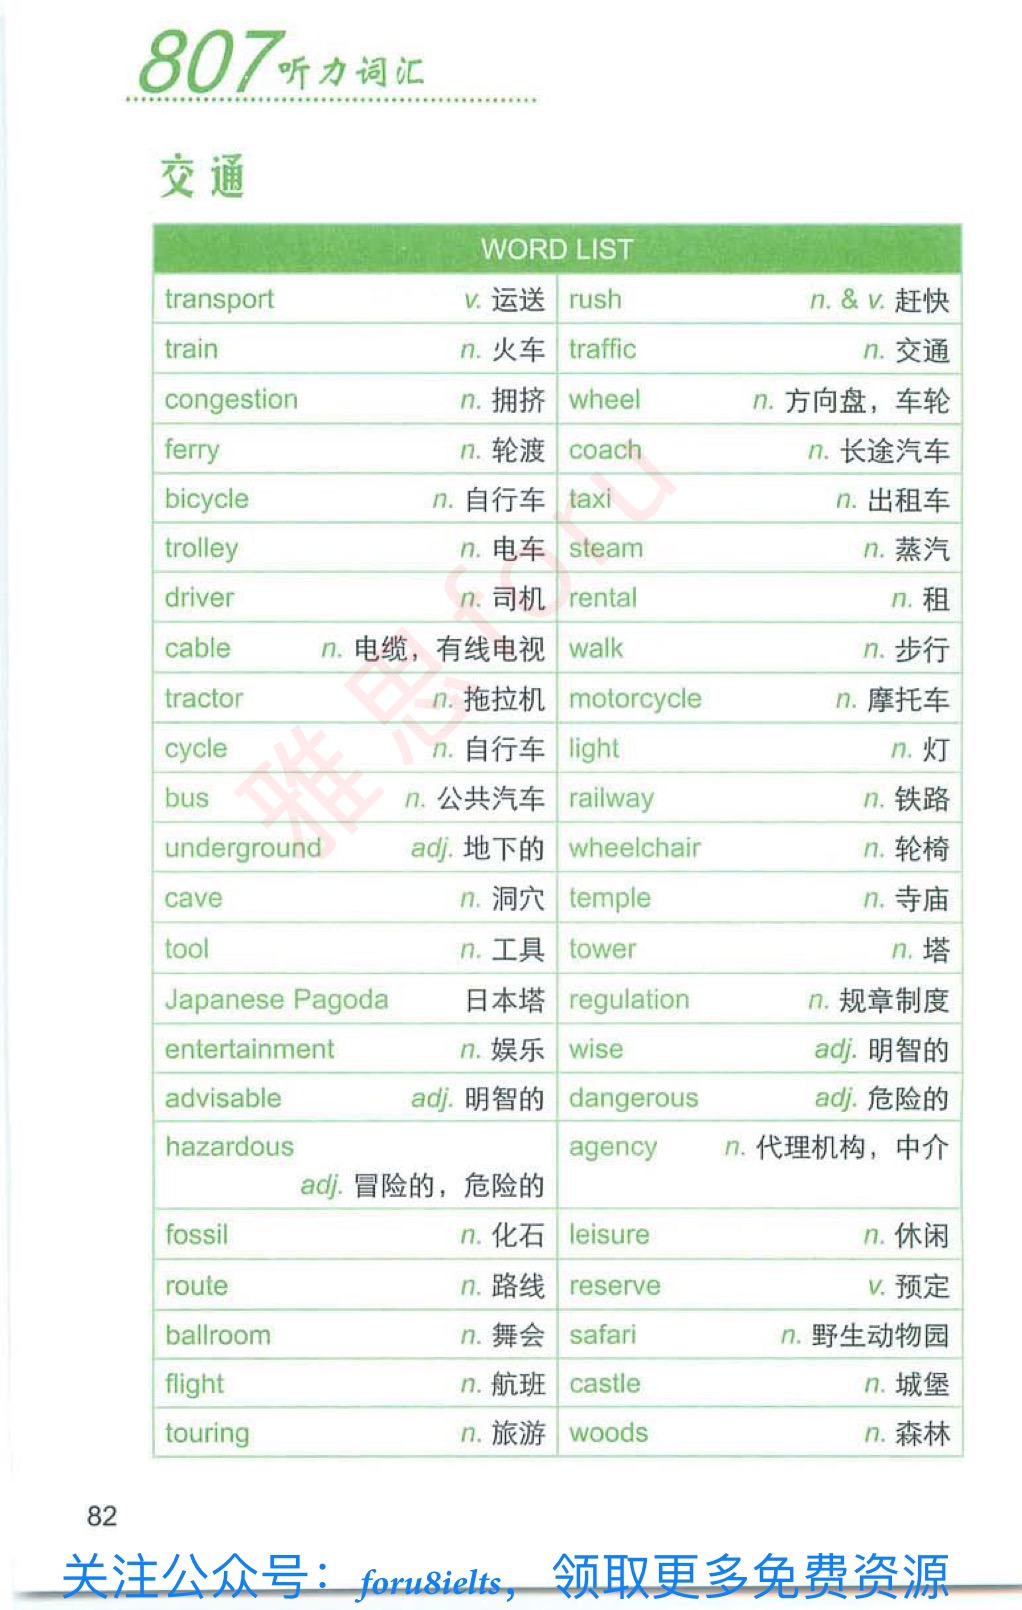 807听力词汇
交通
WORD LIST
transport v. 运送 rush n. & v. 赶快
train n. 火车 traffic n. 交通
congestion n. 拥挤 wheel n. 方向盘，车轮
ferry n. 轮渡 coach n. 长途汽车
bicycle n. 自行车 taxi n. 出租车
trolley n. 电车 steam n. 蒸汽
driver n. 司机 rental n. 租
cable n. 电缆，有线电视 walk n. 步行
tractor n. 拖拉机 motorcycle n. 摩托车
cycle n. 自行车 light n. 灯
bus n. 公共汽车 railway n. 铁路
underground adj. 地下的 wheelchair n. 轮椅
cave n. 洞穴 temple n. 寺庙
tool n. 工具 tower n. 塔
Japanese Pagoda 日本塔 regulation n. 规章制度
entertainment n. 娱乐 wise adj. 明智的
advisable adj. 明智的 dangerous adj. 危险的
hazardous agency n. 代理机构，中介
adj. 冒险的，危险的
fossil n. 化石 leisure n. 休闲
route n. 路线 reserve v. 预定
ballroom n. 舞会 safari n. 野生动物园
flight n. 航班 castle n. 城堡
touring n. 旅游 woods n. 森林
雅思foru
82
关注公众号：foru8ielts，领取更多免费资源